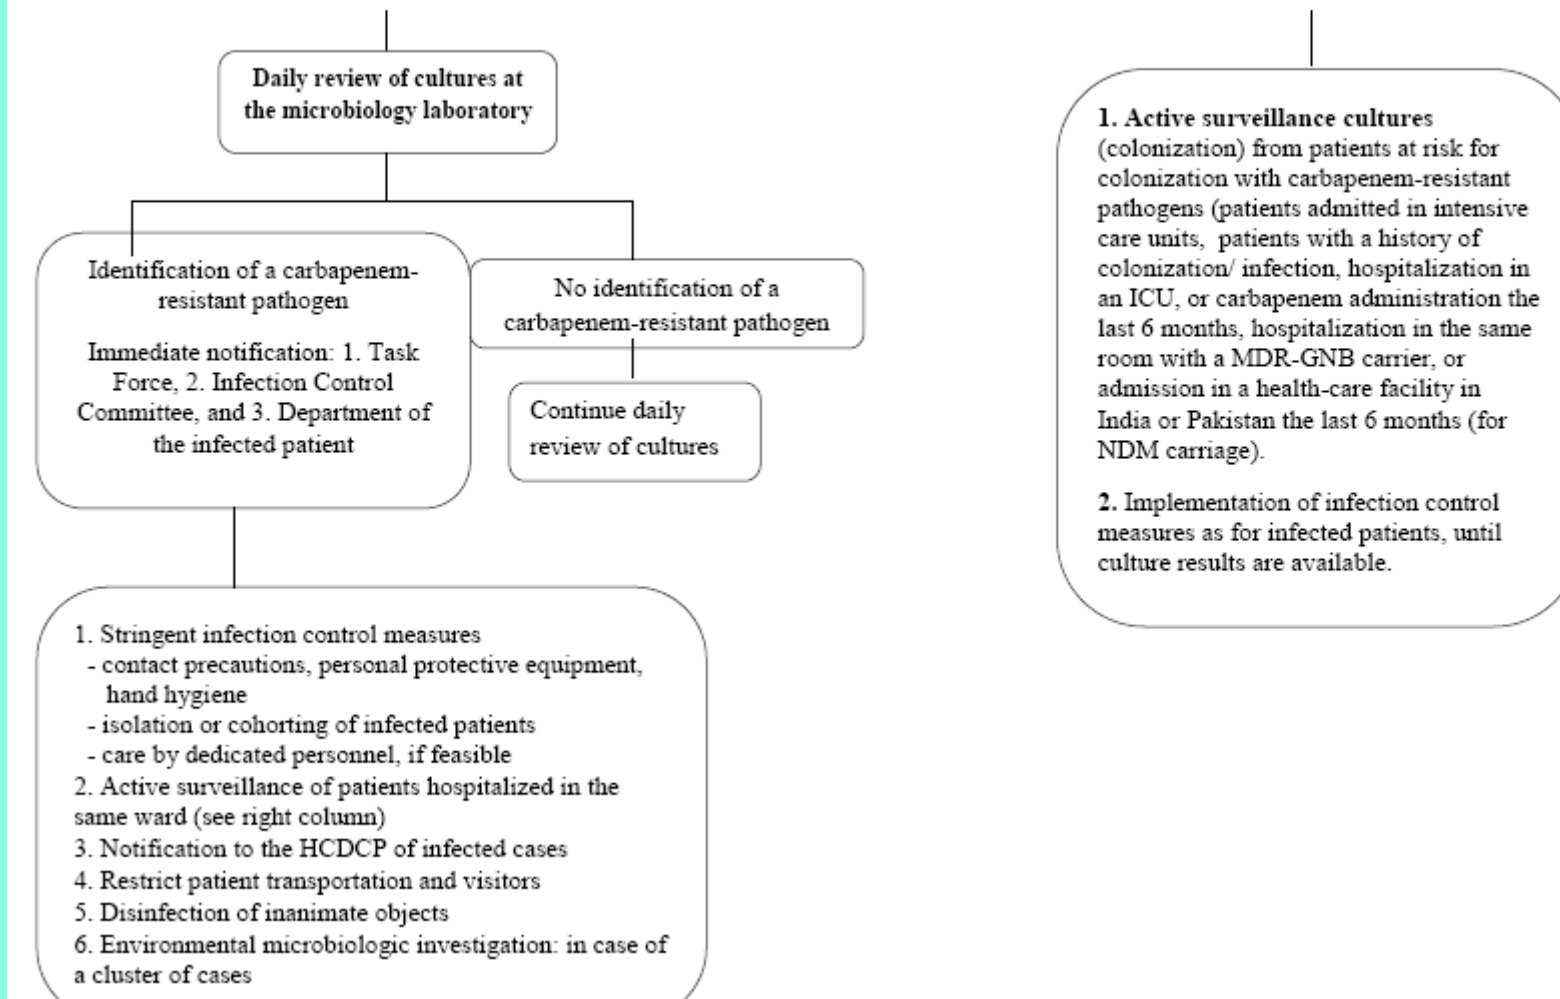 Daily review of cultures at
the microbiology laboratory
Identification of a carbapenem-
resistant pathogen
Immediate notification: 1. Task
Force, 2. Infection Control
Committee, and 3. Department of
the infected patient
No identification of a
carbapenem-resistant pathogen
Continue daily
review of cultures
1. Stringent infection control measures
- contact precautions, personal protective equipment,
hand hygiene
- isolation or cohorting of infected patients
- care by dedicated personnel, if feasible
2. Active surveillance of patients hospitalized in the
same ward (see right column)
3. Notification to the HCDCP of infected cases
4. Restrict patient transportation and visitors
5. Disinfection of inanimate objects
6. Environmental microbiologic investigation: in case of
a cluster of cases
1. Active surveillance cultures
(colonization) from patients at risk for
colonization with carbapenem-resistant
pathogens (patients admitted in intensive
care units, patients with a history of
colonization/ infection, hospitalization in
an ICU, or carbapenem administration the
last 6 months, hospitalization in the same
room with a MDR-GNB carrier, or
admission in a health-care facility in
India or Pakistan the last 6 months (for
NDM carriage).
2. Implementation of infection control
measures as for infected patients, until
culture results are available.